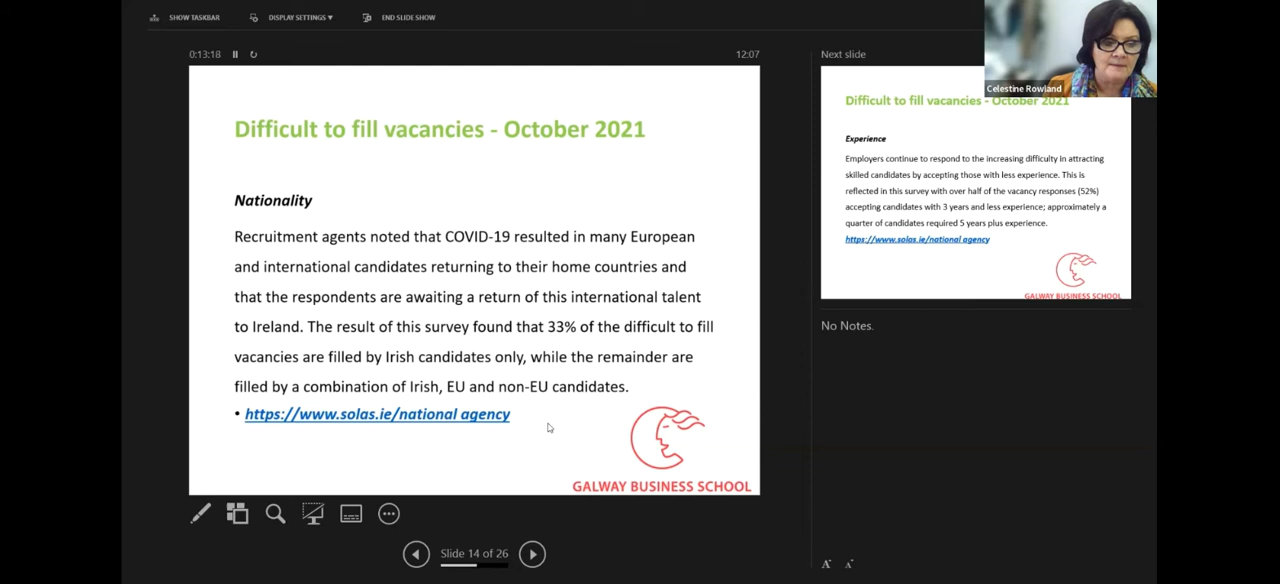 SHOW TASKBAR
DISPLAY SETTINGS ▾
END SLIDE SHOW
0:13:18
12:07
Difficult to fill vacancies - October 2021
Nationality
Recruitment agents noted that COVID-19 resulted in many European
and international candidates returning to their home countries and
that the respondents are awaiting a return of this international talent
to Ireland. The result of this survey found that 33% of the difficult to fill
vacancies are filled by Irish candidates only, while the remainder are
filled by a combination of Irish, EU and non-EU candidates.
• https://www.solas.ie/national agency
GALWAY BUSINESS SCHOOL
Slide 14 of 26
Next slide
Celestine Rowland
Difficult to fill vacancies - October 2021
Experience
Employers continue to respond to the increasing difficulty in attracting
skilled candidates by accepting those with less experience. This is
reflected in this survey with over half of the vacancy responses (52%)
accepting candidates with 3 years and less experience; approximately a
quarter of candidates required 5 years plus experience.
https://www.solas.ie/national agency
GALWAY BUSINESS SCHOOL
No Notes.
A A